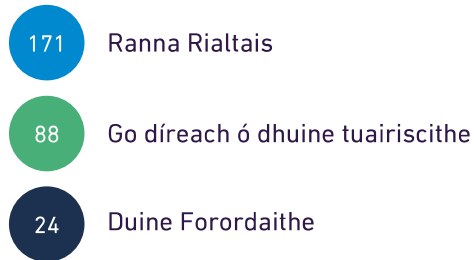 171 Ranna Rialtais
88 Go díreach ó dhuine tuairiscithe
24 Duine Forordaithe